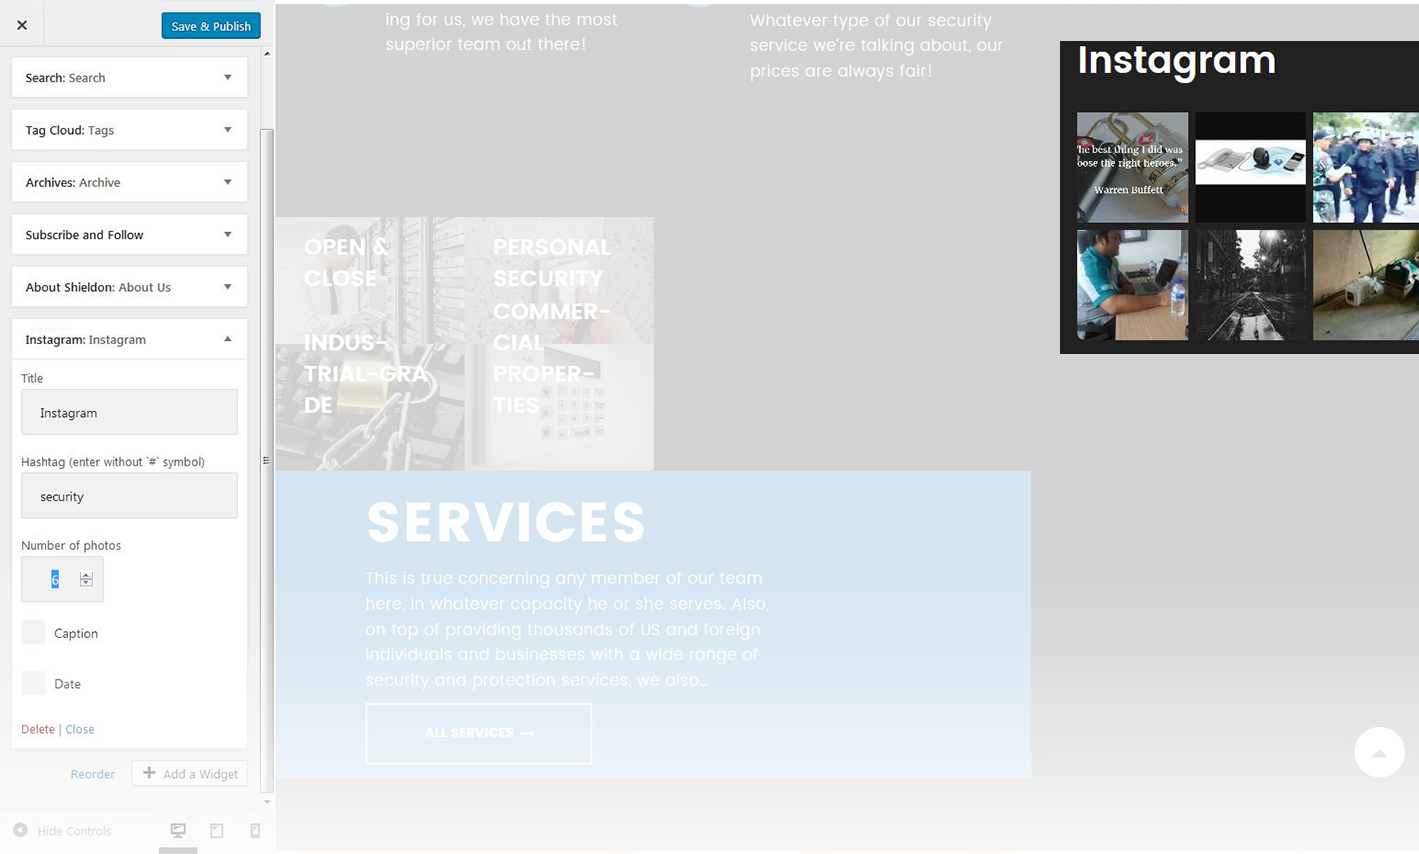 Save & Publish
Search: Search
Tag Cloud: Tags
Archives: Archive
Subscribe and Follow
About Shieldon: About Us
Instagram: Instagram
Title
Instagram
Hashtag (enter without `#` symbol)
security
Number of photos
6
Caption
Date
Delete | Close
Reorder
Add a Widget
Hide Controls
ing for us, we have the most
superior team out there!
Whatever type of our security
service we're talking about, our
prices are always fair!
OPEN &
CLOSE
PERSONAL
SECURITY
INDUS-
TRIAL-GRA
DE
COMMER-
CIAL
PROPER-
TIES
SERVICES
This is true concerning any member of our team
here, in whatever capacity he or she serves. Also,
on top of providing thousands of US and foreign
individuals and businesses with a wide range of
security and protection services, we also...
ALL SERVICES →
Instagram
he best thing I did was
oose the right heroes."
Warren Buffett